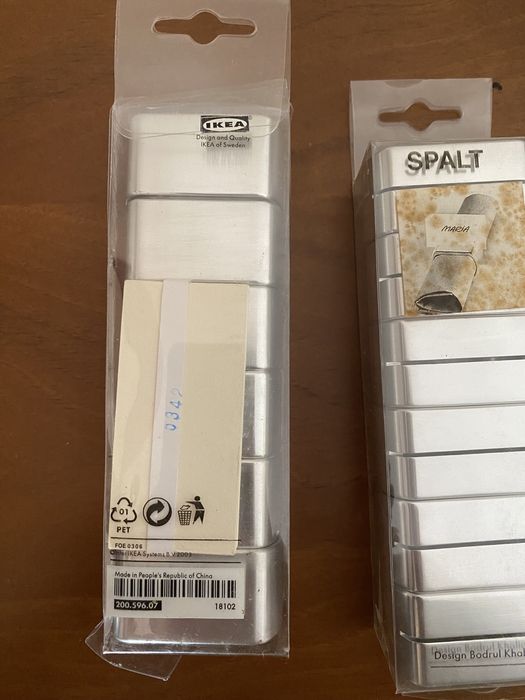 IKEA
Design and Quality
IKEA of Sweden
0342
01
PET
FOE 0306
IKEA Systems B.V 2003
Made in People's Republic of China
200.596.07
18102
SPALT
MARIA
Design Bodrul Khal